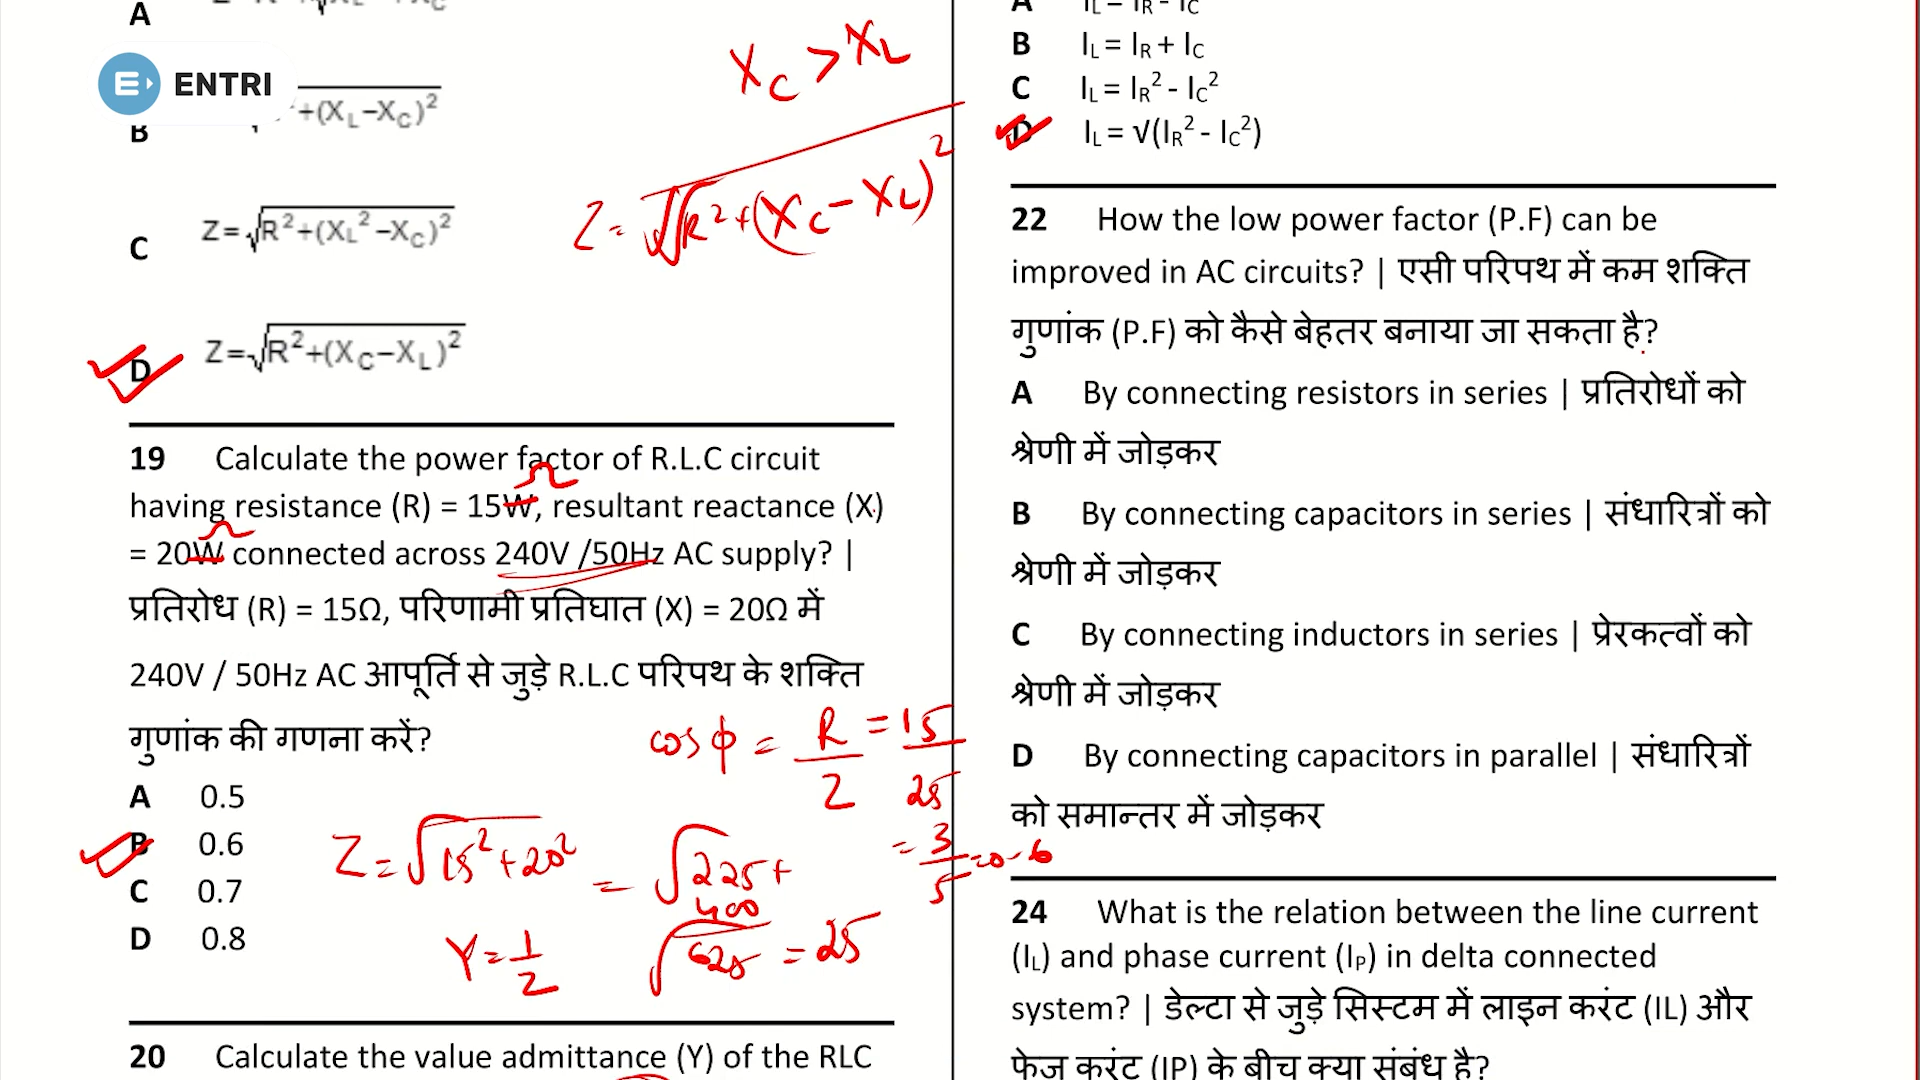 A
ENTRI
B
+(XL–XC)²
C Z=√R²+(XL²–XC)²
D Z=√R²+(XC–XL)²
XC > XL
Z = √R²+(XC – XL)²
19 Calculate the power factor of R.L.C circuit
having resistance (R) = 15W, resultant reactance (X)
Ω
= 20W connected across 240V /50Hz AC supply? |
Ω
प्रतिरोध (R) = 15Ω, परिणामी प्रतिघात (X) = 20Ω में
240V / 50Hz AC आपूर्ति से जुड़े R.L.C परिपथ के शक्ति
गुणांक की गणना करें?
A 0.5
B 0.6
C 0.7
D 0.8
cos φ = R/Z = 15/25
= 3/5 = 0.6
Z = √15²+20² = √225+400
√625 = 25
Y = 1/Z
20 Calculate the value admittance (Y) of the RLC
A IL = IR - IC
B IL = IR + IC
C IL = IR² - IC²
D IL = √(IR² - IC²)
22 How the low power factor (P.F) can be
improved in AC circuits? | एसी परिपथ में कम शक्ति
गुणांक (P.F) को कैसे बेहतर बनाया जा सकता है?
A By connecting resistors in series | प्रतिरोधों को
श्रेणी में जोड़कर
B By connecting capacitors in series | संधारित्रों को
श्रेणी में जोड़कर
C By connecting inductors in series | प्रेरकत्वों को
श्रेणी में जोड़कर
D By connecting capacitors in parallel | संधारित्रों
को समान्तर में जोड़कर
24 What is the relation between the line current
(IL) and phase current (IP) in delta connected
system? | डेल्टा से जुड़े सिस्टम में लाइन करंट (IL) और
फेज करंट (IP) के बीच क्या संबंध है?